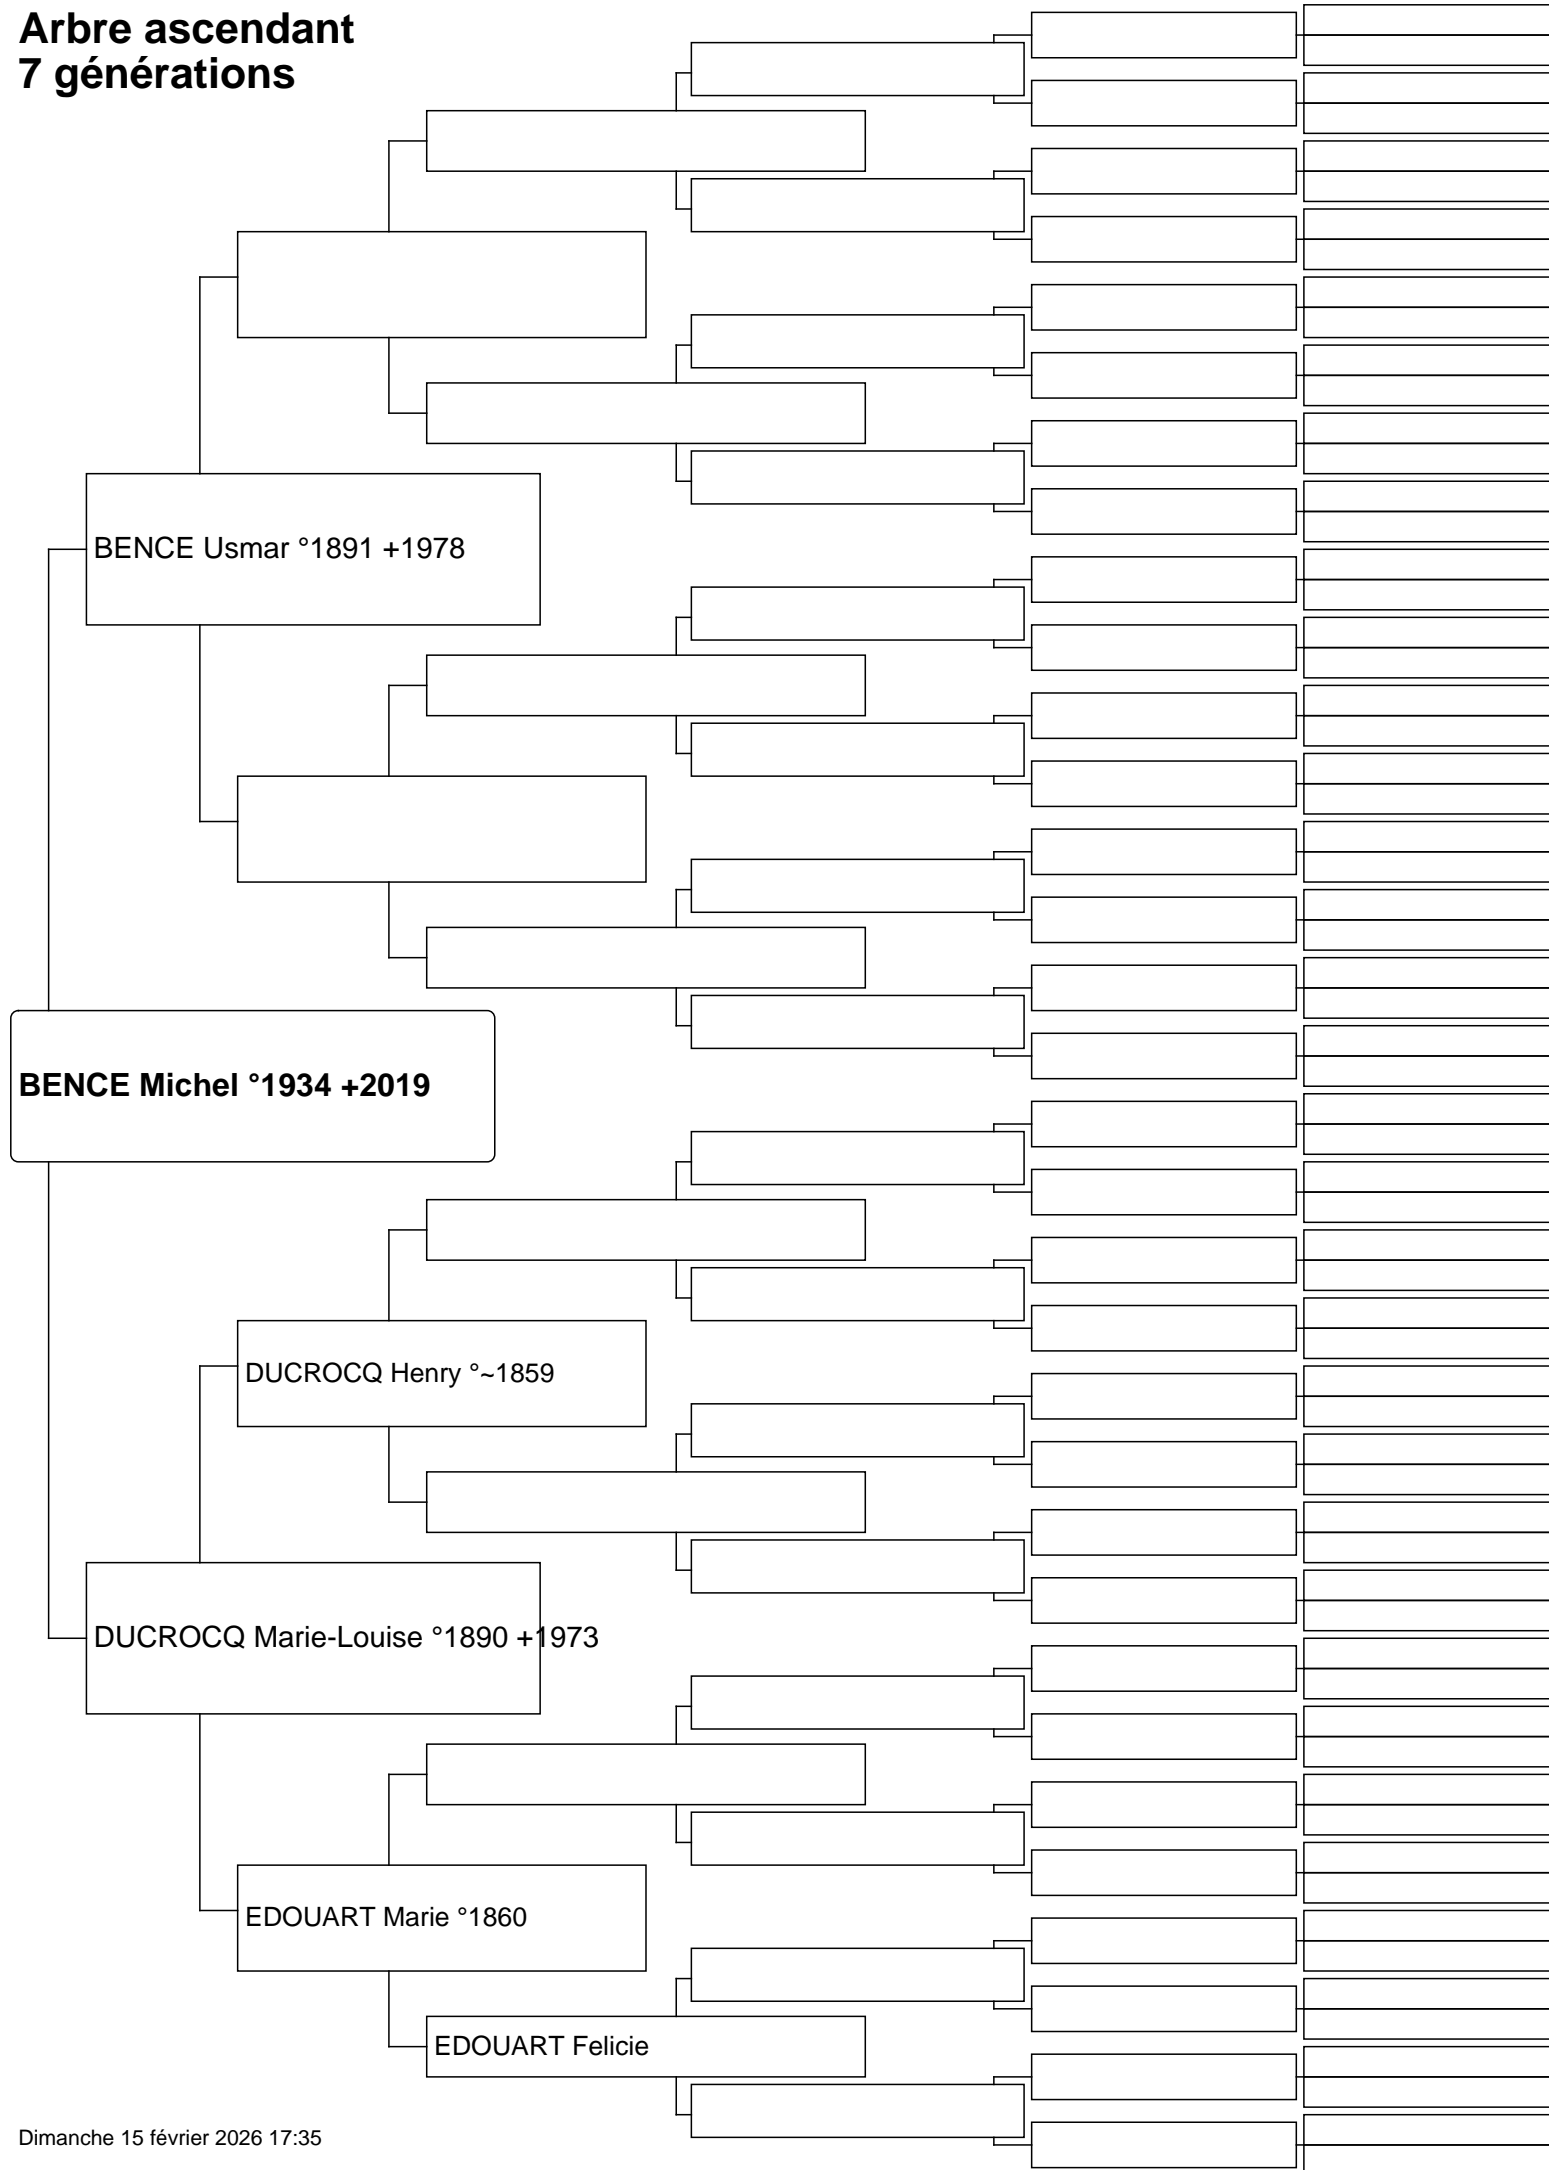 Arbre ascendant
7 générations
BENCE Usmar °1891 +1978
BENCE Michel °1934 +2019
DUCROCQ Henry °~1859
DUCROCQ Marie-Louise °1890 +1973
EDOUART Marie °1860
EDOUART Felicie
Dimanche 15 février 2026 17:35